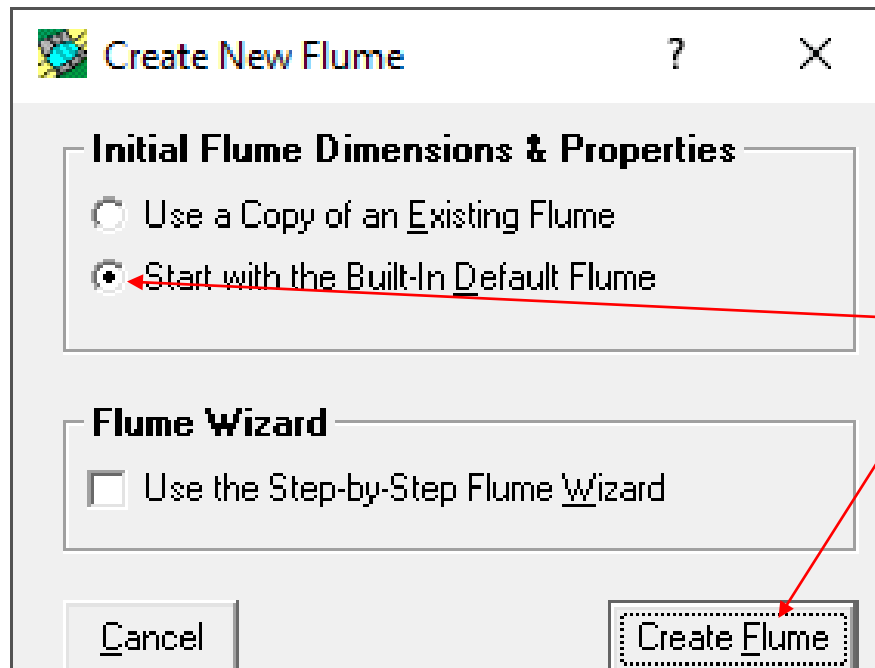 Create New Flume ? X
Initial Flume Dimensions & Properties
Use a Copy of an Existing Flume
Start with the Built-In Default Flume
Flume Wizard
Use the Step-by-Step Flume Wizard
Cancel Create Flume